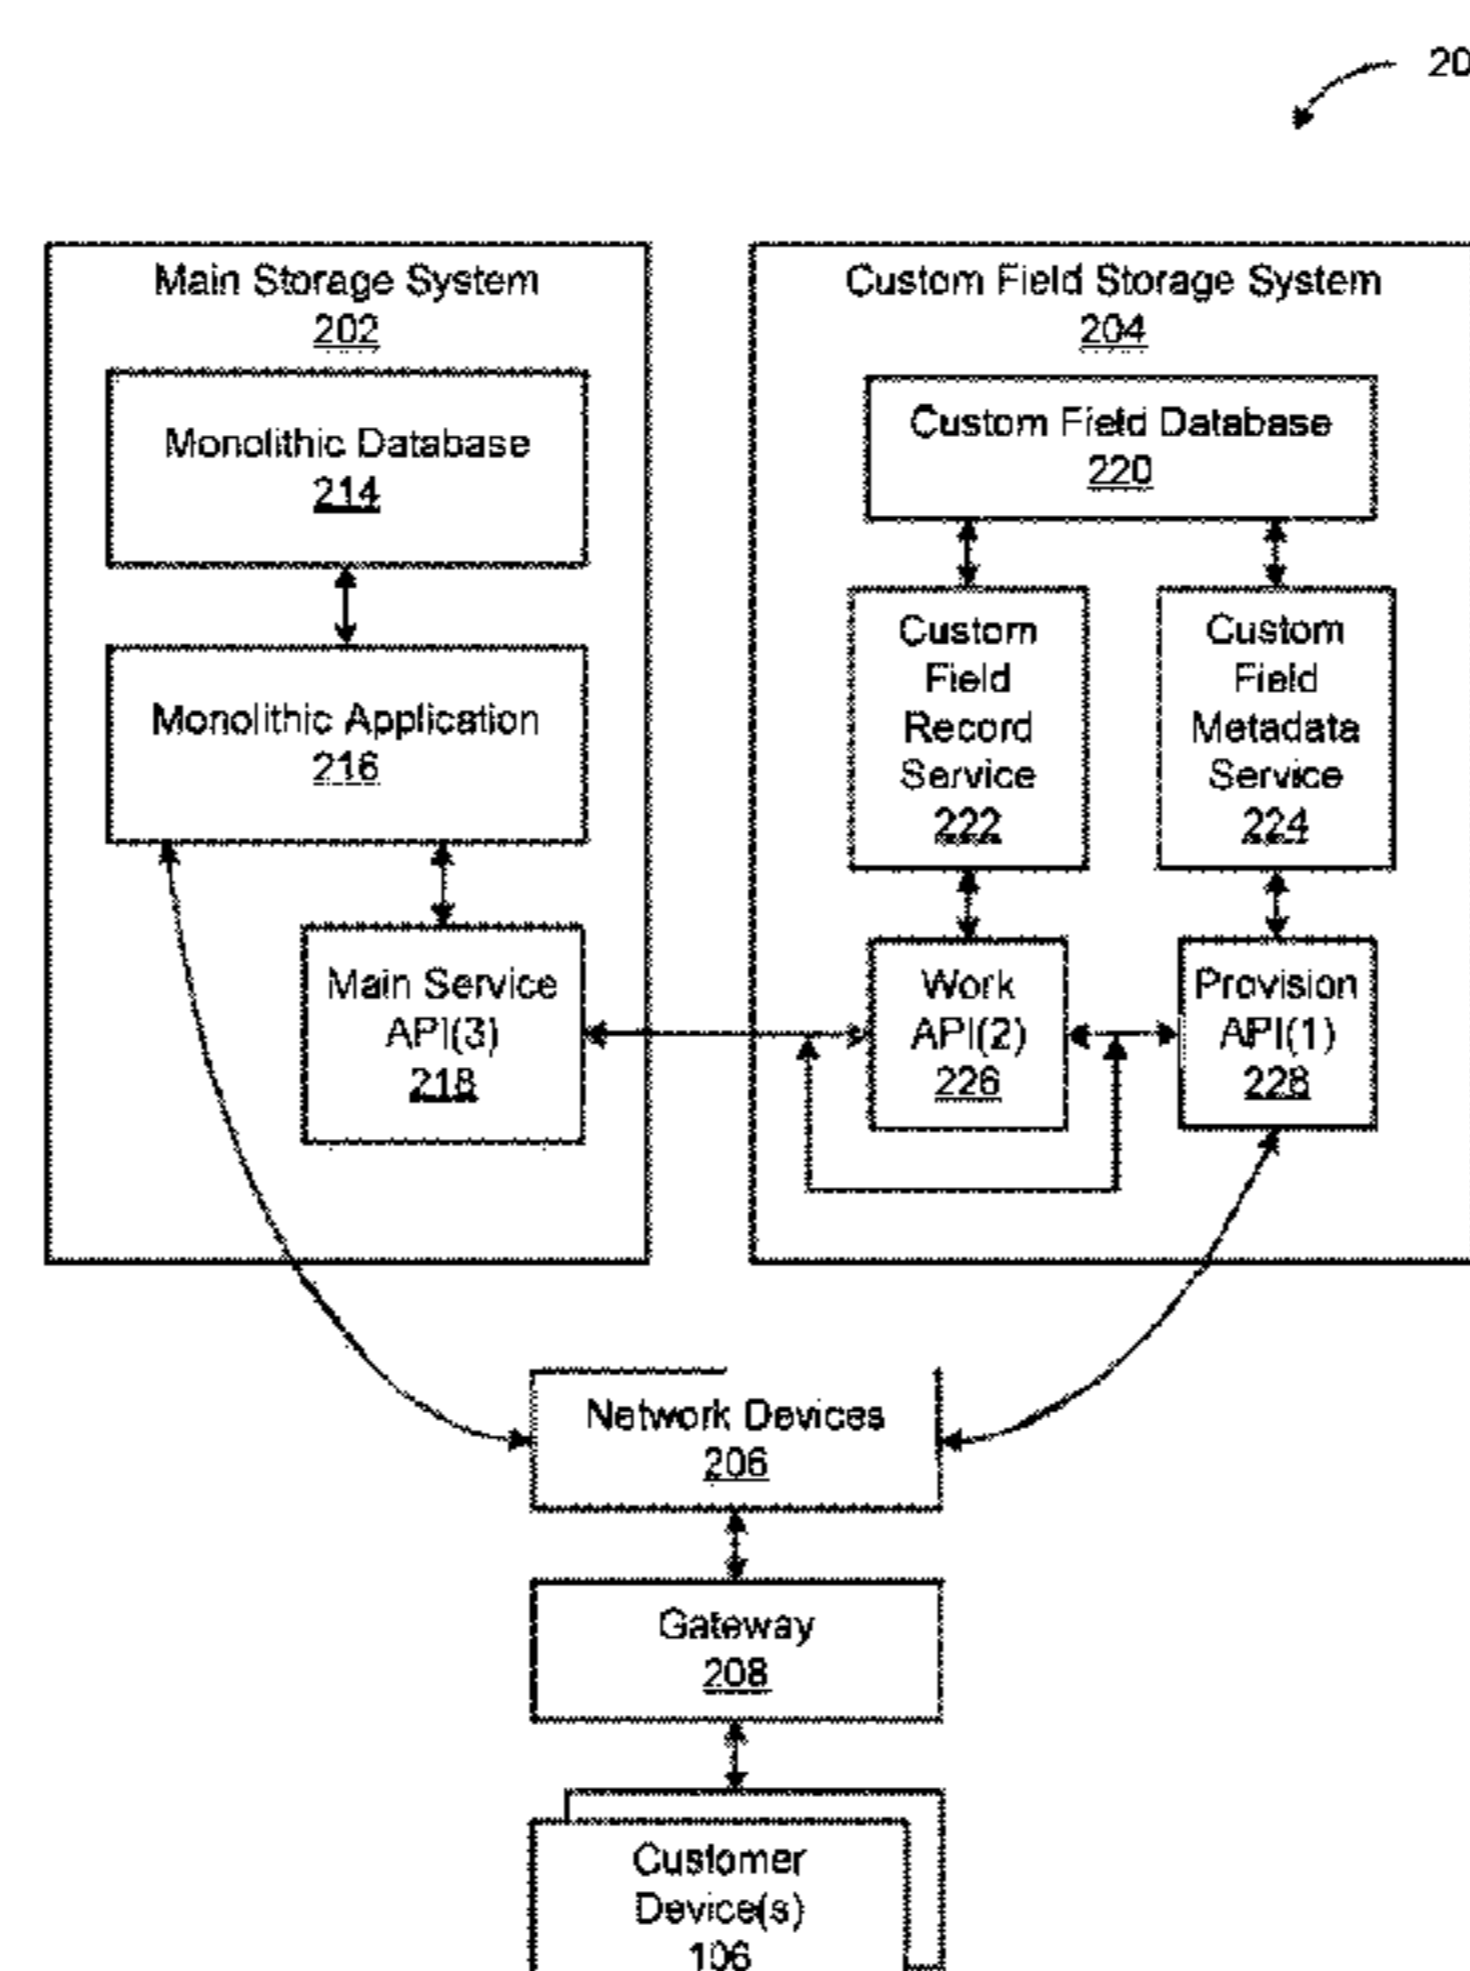 20
Main Storage System
202
Monolithic Database
214
Monolithic Application
216
Main Service
API(3)
218
Custom Field Storage System
204
Custom Field Database
220
Custom
Field
Record
Service
222
Custom
Field
Metadata
Service
224
Work
API(2)
226
Provision
API(1)
228
Network Devices
206
Gateway
208
Customer
Device(s)
106